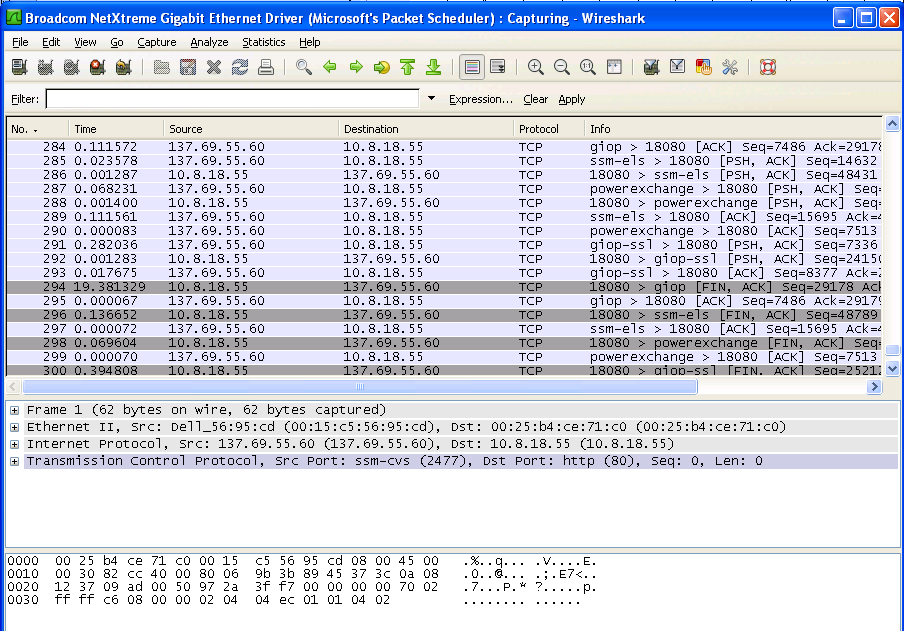 Broadcom NetXtreme Gigabit Ethernet Driver (Microsoft's Packet Scheduler) : Capturing - Wireshark
File Edit View Go Capture Analyze Statistics Help
Filter: Expression... Clear Apply
No. Time Source Destination Protocol Info
284 0.111572 137.69.55.60 10.8.18.55 TCP giop > 18080 [ACK] Seq=7486 Ack=29178
285 0.023578 137.69.55.60 10.8.18.55 TCP ssm-els > 18080 [PSH, ACK] Seq=14632
286 0.001287 10.8.18.55 137.69.55.60 TCP 18080 > ssm-els [PSH, ACK] Seq=48431
287 0.068231 137.69.55.60 10.8.18.55 TCP powerexchange > 18080 [PSH, ACK] Seq=
288 0.001400 10.8.18.55 137.69.55.60 TCP 18080 > powerexchange [PSH, ACK] Seq=
289 0.111561 137.69.55.60 10.8.18.55 TCP ssm-els > 18080 [ACK] Seq=15695 Ack=4
290 0.000083 137.69.55.60 10.8.18.55 TCP powerexchange > 18080 [ACK] Seq=7513
291 0.282036 137.69.55.60 10.8.18.55 TCP giop-ssl > 18080 [PSH, ACK] Seq=7336
292 0.001283 10.8.18.55 137.69.55.60 TCP 18080 > giop-ssl [PSH, ACK] Seq=24150
293 0.017675 137.69.55.60 10.8.18.55 TCP giop-ssl > 18080 [ACK] Seq=8377 Ack=2
294 19.381329 10.8.18.55 137.69.55.60 TCP 18080 > giop [FIN, ACK] Seq=29178 Ack
295 0.000067 137.69.55.60 10.8.18.55 TCP giop > 18080 [ACK] Seq=7486 Ack=29179
296 0.136652 10.8.18.55 137.69.55.60 TCP 18080 > ssm-els [FIN, ACK] Seq=48789
297 0.000072 137.69.55.60 10.8.18.55 TCP ssm-els > 18080 [ACK] Seq=15695 Ack=4
298 0.069604 10.8.18.55 137.69.55.60 TCP 18080 > powerexchange [FIN, ACK] Seq=
299 0.000070 137.69.55.60 10.8.18.55 TCP powerexchange > 18080 [ACK] Seq=7513
300 0.394808 10.8.18.55 137.69.55.60 TCP 18080 > giop-ssl [FIN, ACK] Seq=25212
Frame 1 (62 bytes on wire, 62 bytes captured)
Ethernet II, Src: Dell_56:95:cd (00:15:c5:56:95:cd), Dst: 00:25:b4:ce:71:c0 (00:25:b4:ce:71:c0)
Internet Protocol, Src: 137.69.55.60 (137.69.55.60), Dst: 10.8.18.55 (10.8.18.55)
Transmission Control Protocol, Src Port: ssm-cvs (2477), Dst Port: http (80), Seq: 0, Len: 0
0000 00 25 b4 ce 71 c0 00 15 c5 56 95 cd 08 00 45 00 .%..q... .V....E.
0010 00 30 82 cc 40 00 80 06 9b 3b 89 45 37 3c 0a 08 .0..@... .;.E7<..
0020 12 37 09 ad 00 50 97 2a 3f f7 00 00 00 00 70 02 .7...P.* ?.....p.
0030 ff ff c6 08 00 00 02 04 04 ec 01 01 04 02 ........ ......